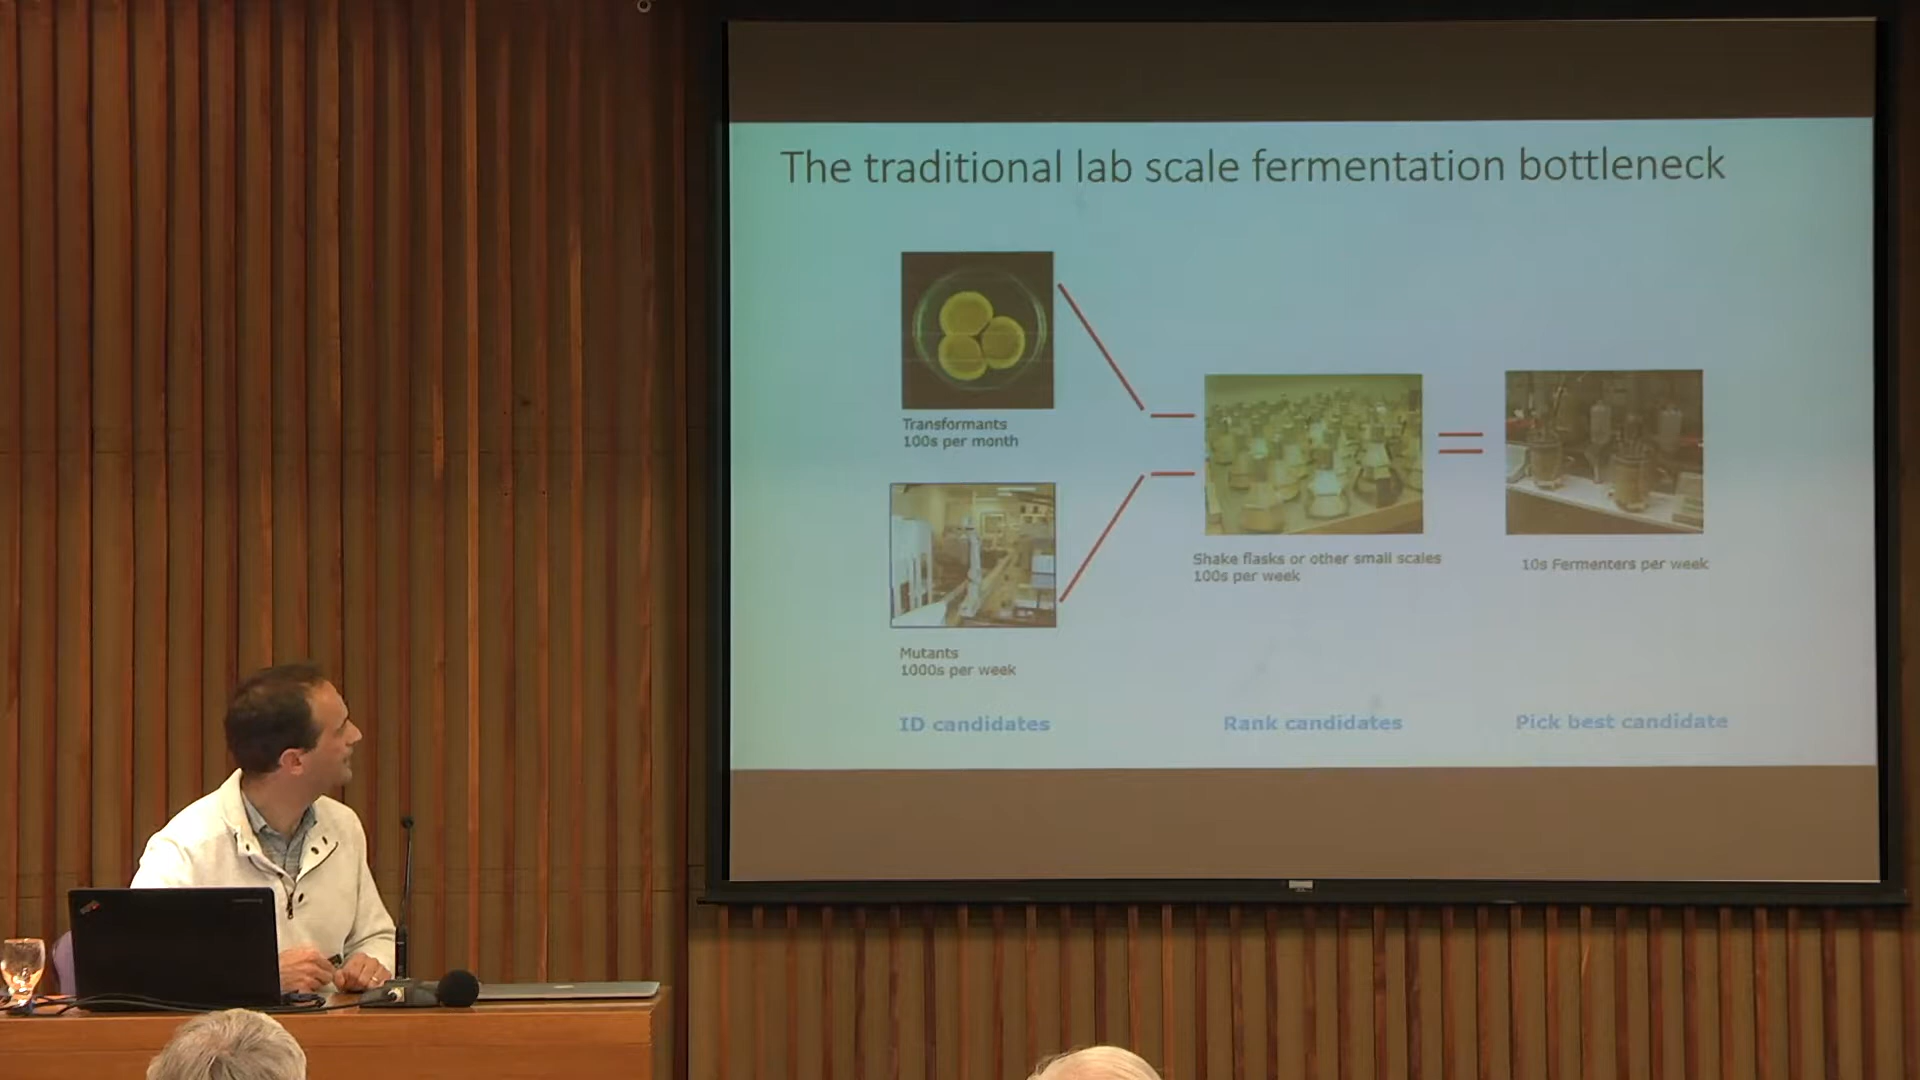 The traditional lab scale fermentation bottleneck
Transformants
100s per month
Mutants
1000s per week
Shake flasks or other small scales
100s per week
10s Fermenters per week
ID candidates
Rank candidates
Pick best candidate